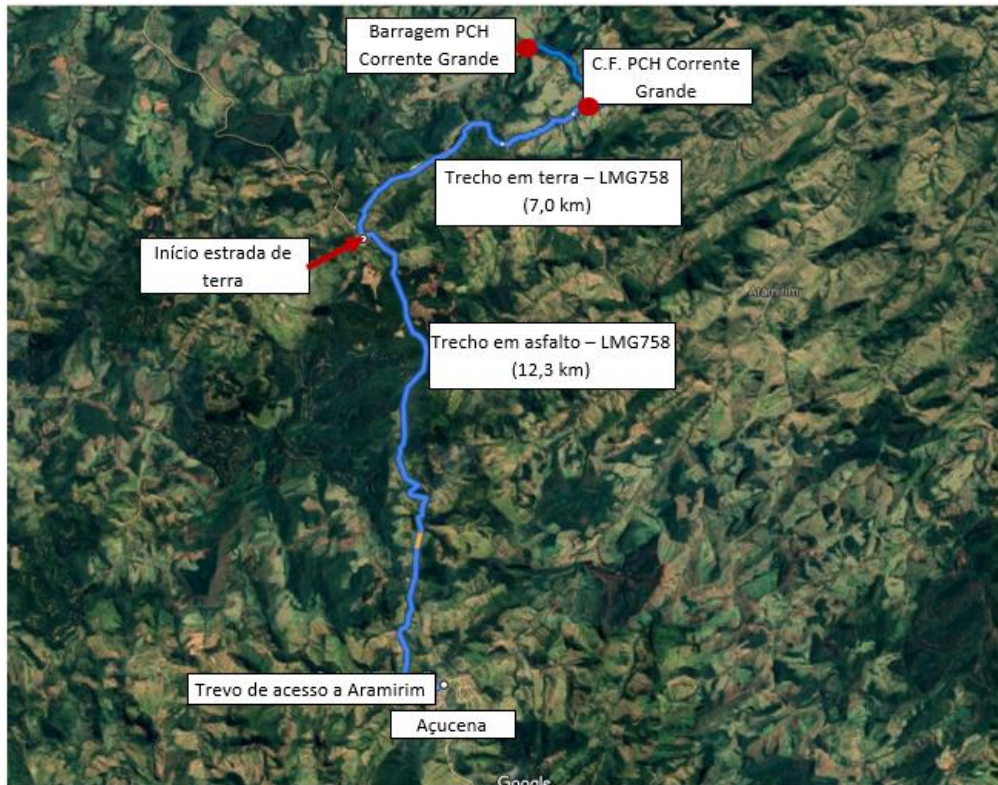 Barragem PCH
Corrente Grande
C.F. PCH Corrente
Grande
Trecho em terra – LMG758
(7,0 km)
Início estrada de
terra
Aramirim
Trecho em asfalto – LMG758
(12,3 km)
Trevo de acesso a Aramirim
Açucena
Google